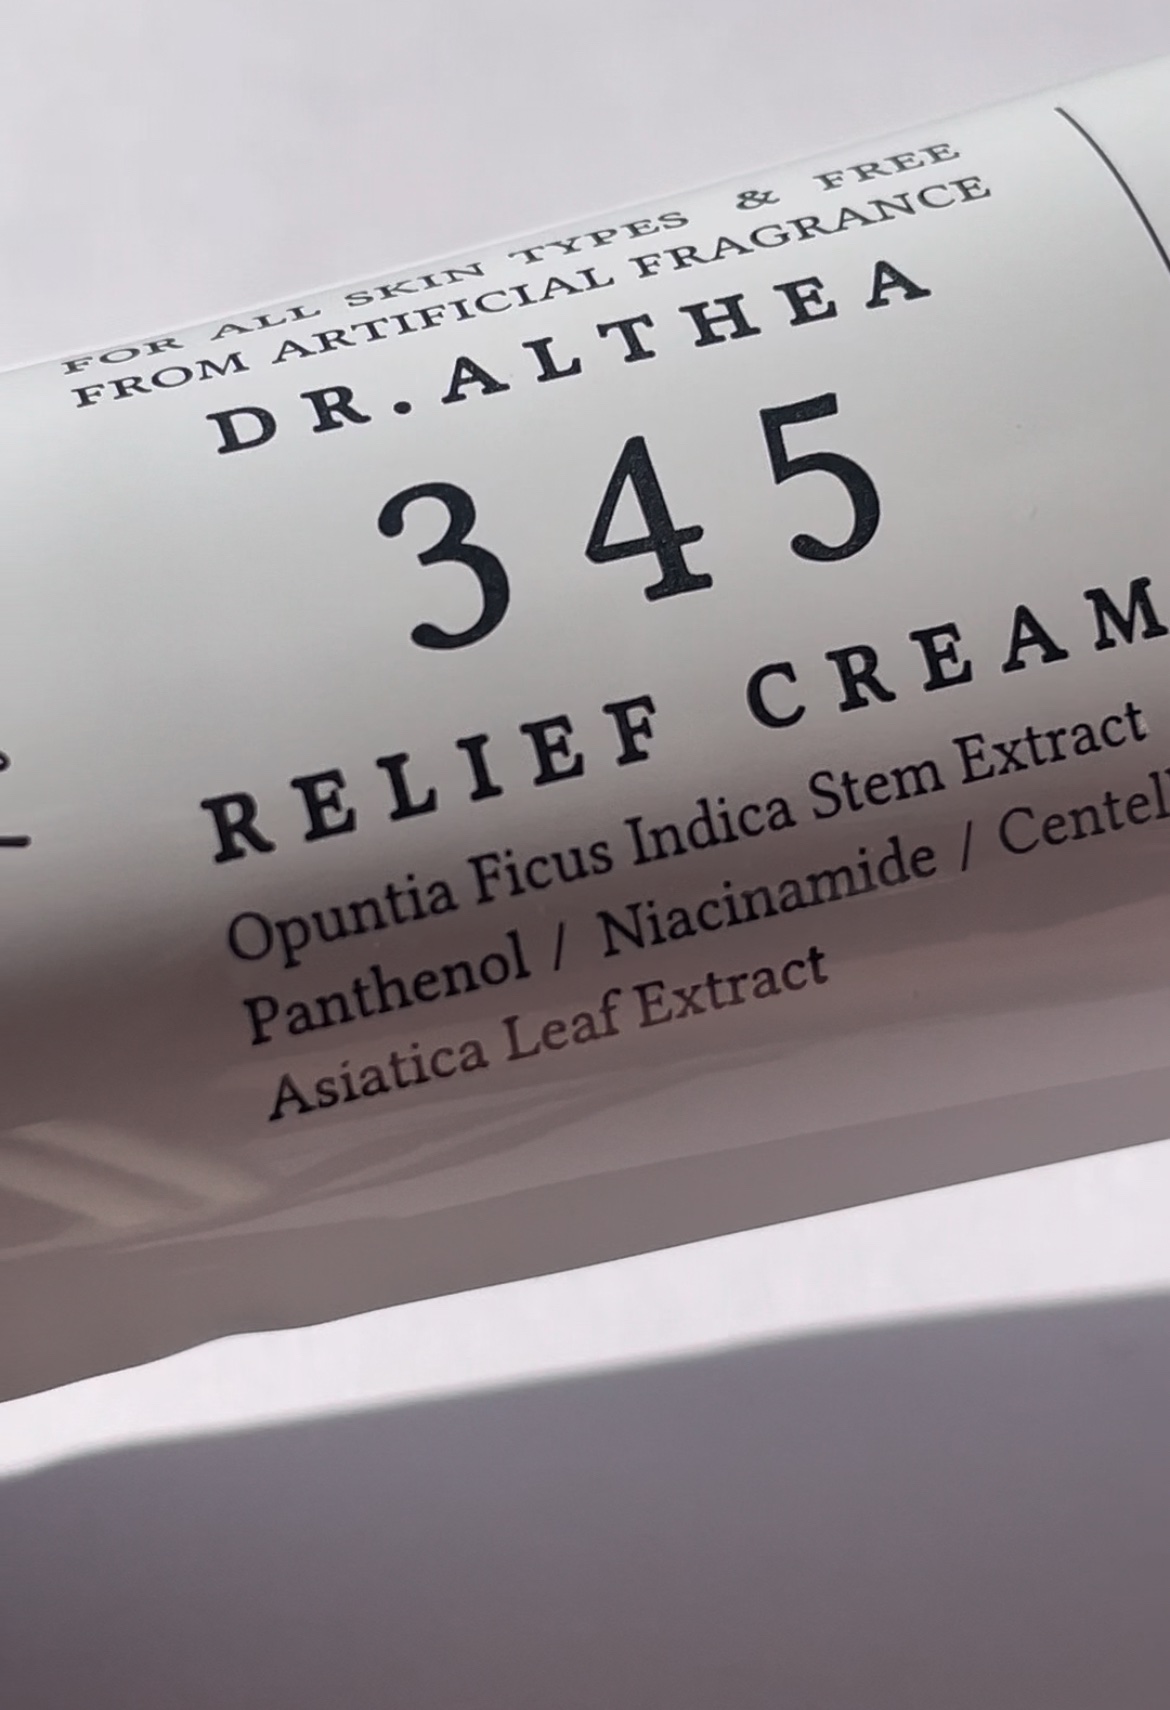 FOR ALL SKIN TYPES & FREE
FROM ARTIFICIAL FRAGRANCE
DR.ALTHEA
345
RELIEF CREAM
Opuntia Ficus Indica Stem Extract
Panthenol / Niacinamide / Centell
Asiatica Leaf Extract